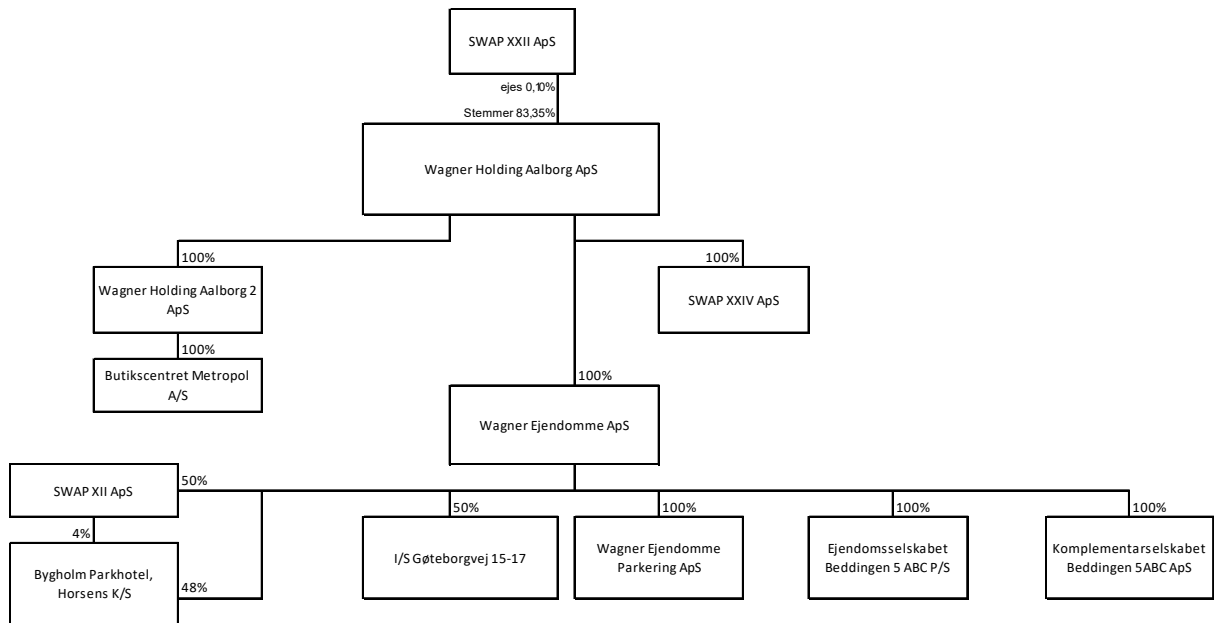 SWAP XXII ApS
ejes 0,10%
Stemmer 83,35%
Wagner Holding Aalborg ApS
100%
100%
Wagner Holding Aalborg 2
ApS
SWAP XXIV ApS
100%
Butikscentret Metropol
A/S
100%
Wagner Ejendomme ApS
SWAP XII ApS
50%
50%
100%
100%
100%
4%
I/S Gøteborgvej 15-17
Wagner Ejendomme
Parkering ApS
Ejendomsselskabet
Beddingen 5 ABC P/S
Komplementarselskabet
Beddingen 5ABC ApS
Bygholm Parkhotel,
Horsens K/S
48%